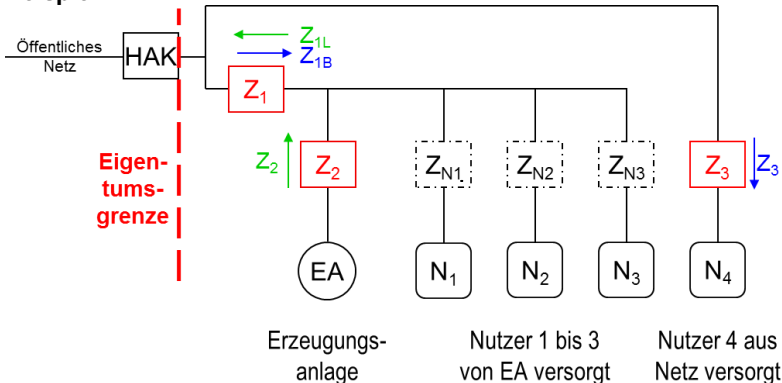 Öffentliches
Netz
HAK
Z1L
Z1B
Z1
Eigen-
tums-
grenze
Z2
Z2
ZN1
ZN2
ZN3
Z3
Z3
EA
N1
N2
N3
N4
Erzeugungs-
anlage
Nutzer 1 bis 3
von EA versorgt
Nutzer 4 aus
Netz versorgt